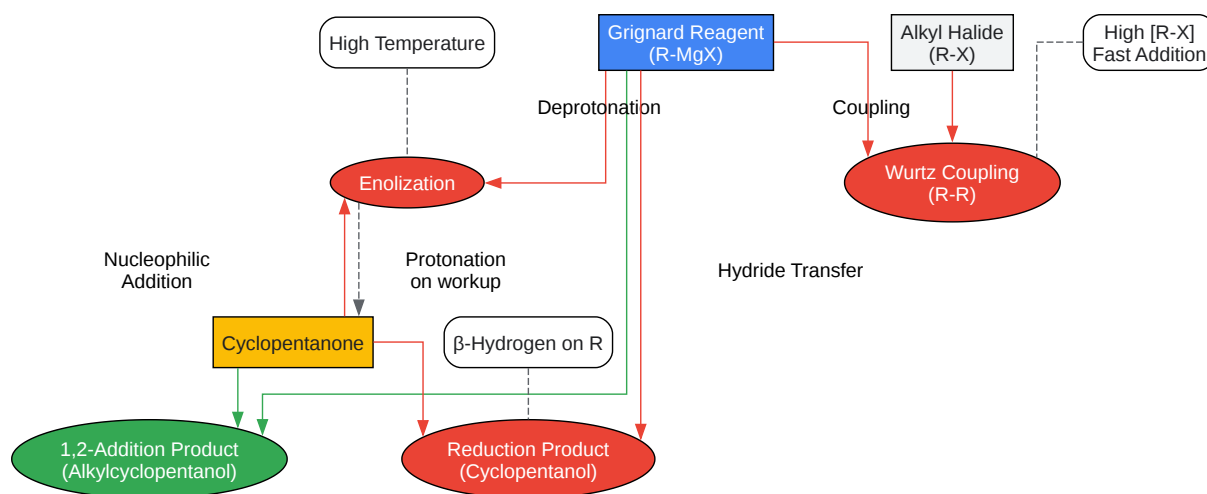 High Temperature
Grignard Reagent
(R-MgX)
Alkyl Halide
(R-X)
High [R-X]
Fast Addition
Deprotonation
Coupling
Enolization
Wurtz Coupling
(R-R)
Nucleophilic
Addition
Protonation
on workup
Hydride Transfer
Cyclopentanone
β-Hydrogen on R
1,2-Addition Product
(Alkylcyclopentanol)
Reduction Product
(Cyclopentanol)